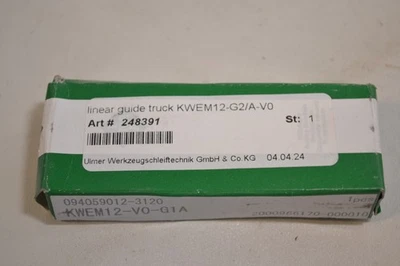 linear guide truck KWEM12-G2/A-V0
Art # 248391 St: 1
Ulmer Werkzeugschleiftechnik GmbH & Co.KG 04.04.24
094059012-3120
KWEM12-V0-G1A